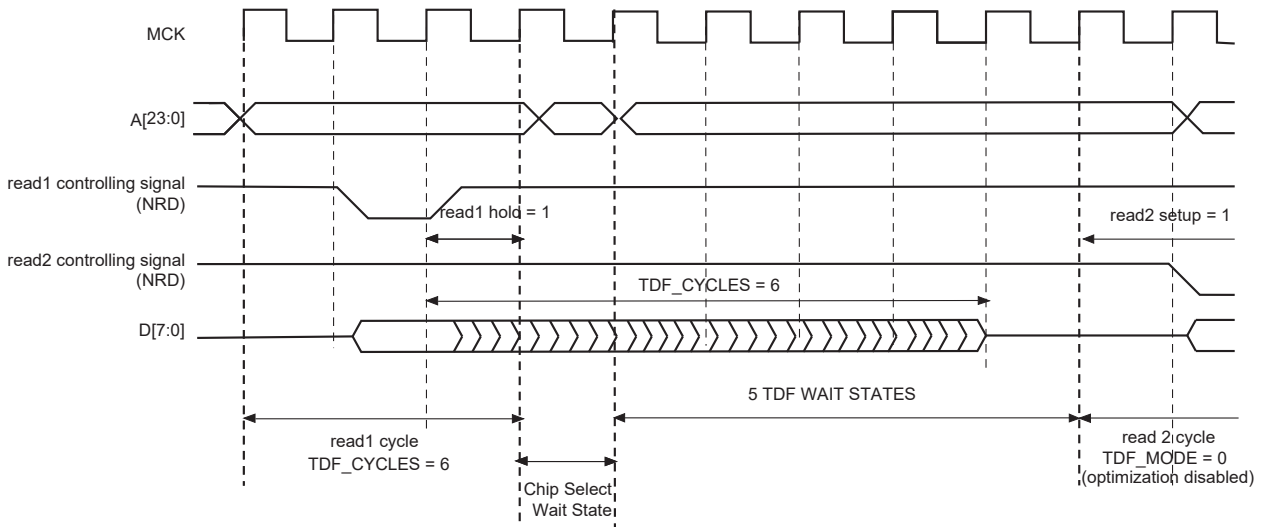 MCK
A[23:0]
read1 controlling signal
(NRD)
read1 hold = 1
read2 setup = 1
read2 controlling signal
(NRD)
TDF_CYCLES = 6
D[7:0]
5 TDF WAIT STATES
read1 cycle
TDF_CYCLES = 6
Chip Select
Wait State
read 2 cycle
TDF_MODE = 0
(optimization disabled)